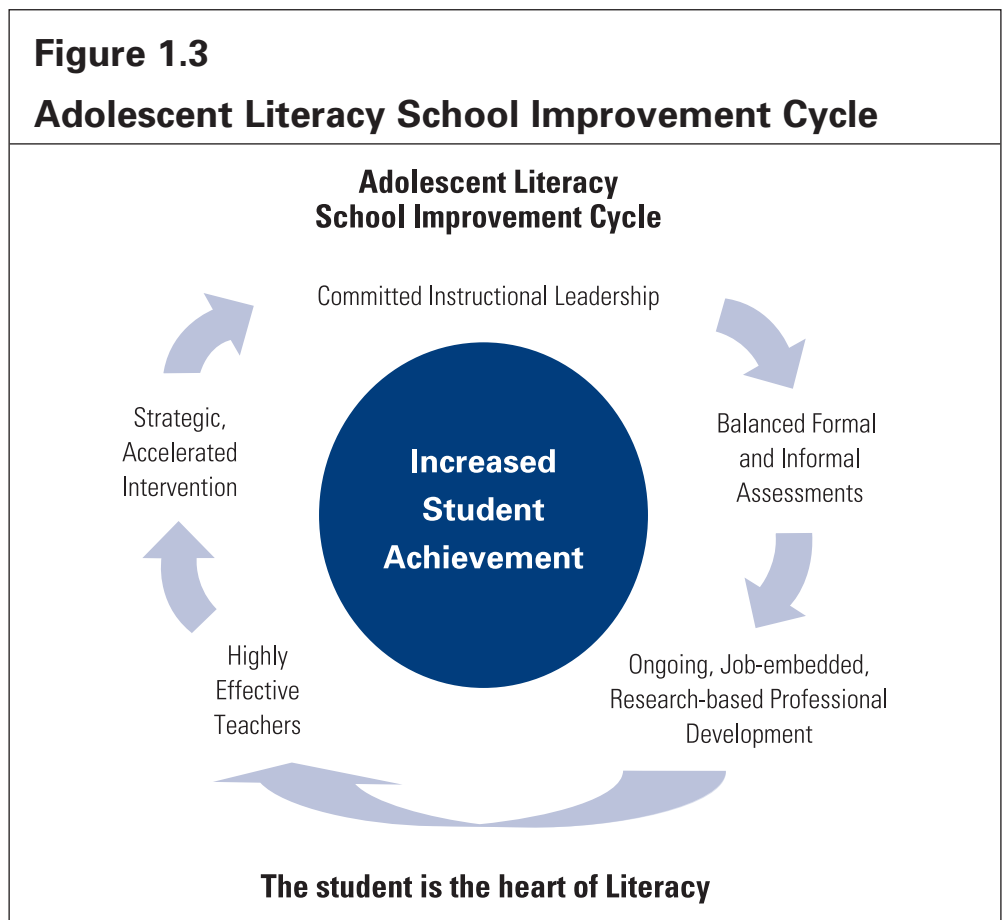 Figure 1.3
Adolescent Literacy School Improvement Cycle
Adolescent Literacy
School Improvement Cycle
Committed Instructional Leadership
Balanced Formal
and Informal
Assessments
Ongoing, Job-embedded,
Research-based Professional
Development
Highly
Effective
Teachers
Strategic,
Accelerated
Intervention
Increased
Student
Achievement
The student is the heart of Literacy